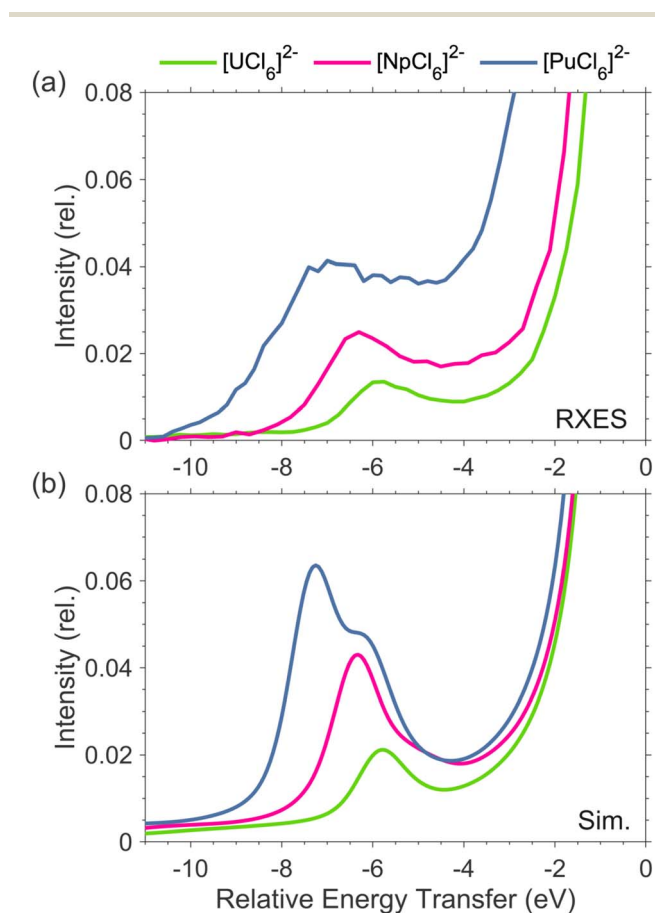 [UCl₆]²⁻ [NpCl₆]²⁻ [PuCl₆]²⁻
(a)
0.08
0.06
0.04
0.02
0
Intensity (rel.)
RXES
-10 -8 -6 -4 -2 0
(b)
0.08
0.06
0.04
0.02
0
Intensity (rel.)
Sim.
-10 -8 -6 -4 -2 0
Relative Energy Transfer (eV)